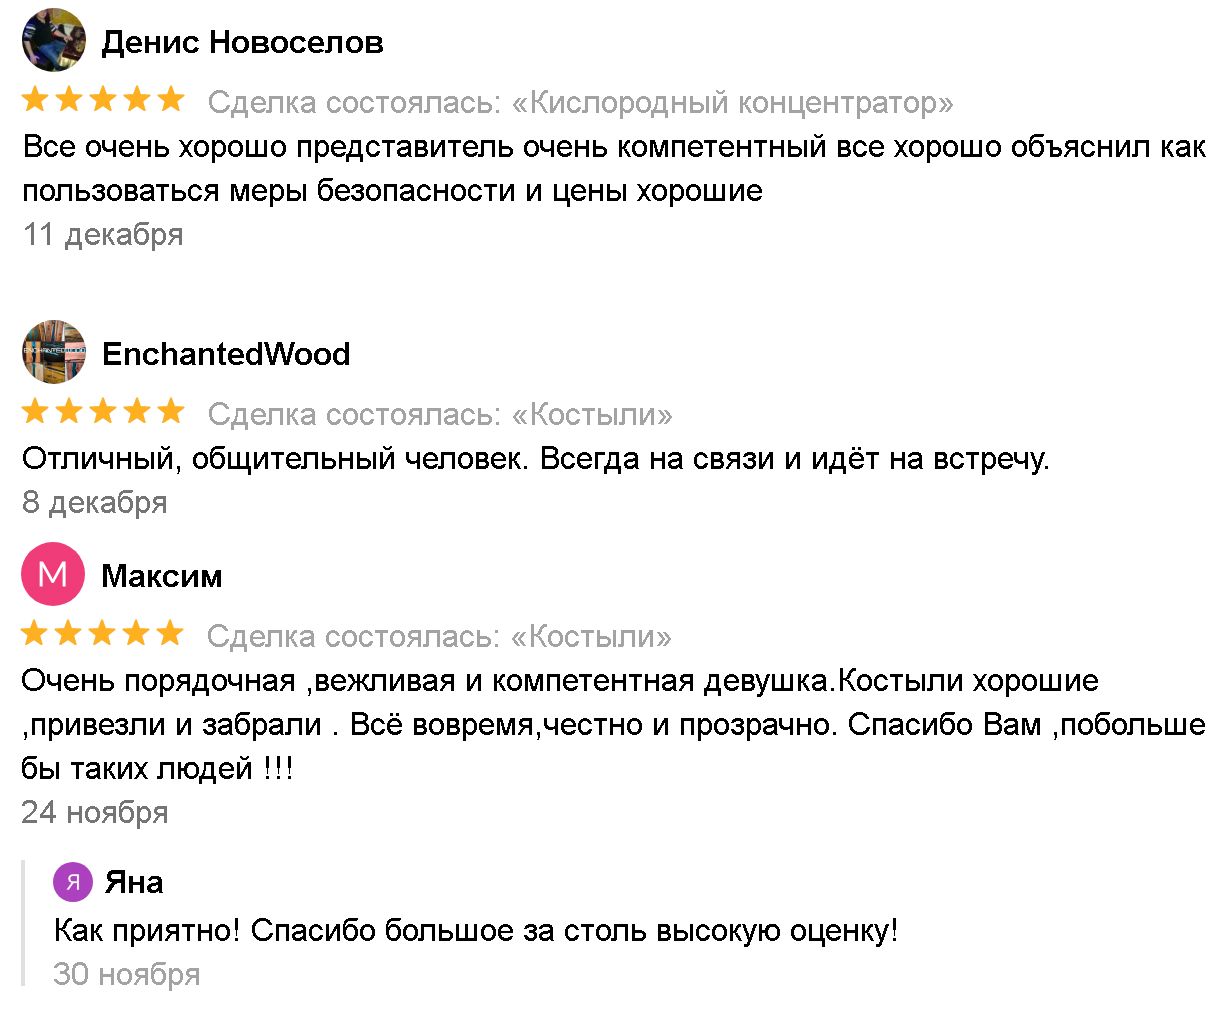 Денис Новоселов
Сделка состоялась: «Кислородный концентратор»
Все очень хорошо представитель очень компетентный все хорошо объяснил как
пользоваться меры безопасности и цены хорошие
11 декабря
ENCHANTEDWOOD
EnchantedWood
Сделка состоялась: «Костыли»
Отличный, общительный человек. Всегда на связи и идёт на встречу.
8 декабря
М
Максим
Сделка состоялась: «Костыли»
Очень порядочная ,вежливая и компетентная девушка.Костыли хорошие
,привезли и забрали . Всё вовремя,честно и прозрачно. Спасибо Вам ,побольше
бы таких людей !!!
24 ноября
Я
Яна
Как приятно! Спасибо большое за столь высокую оценку!
30 ноября